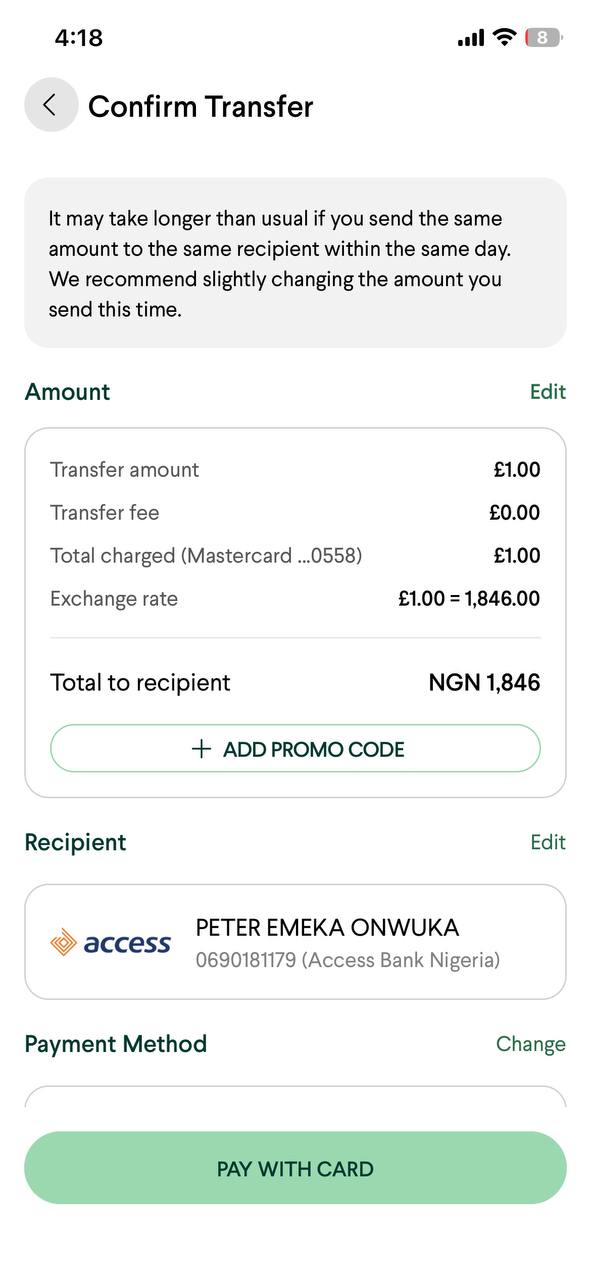 4:18
8
Confirm Transfer
It may take longer than usual if you send the same
amount to the same recipient within the same day.
We recommend slightly changing the amount you
send this time.
Amount Edit
Transfer amount £1.00
Transfer fee £0.00
Total charged (Mastercard ...0558) £1.00
Exchange rate £1.00 = 1,846.00
Total to recipient NGN 1,846
+ ADD PROMO CODE
Recipient Edit
access PETER EMEKA ONWUKA
0690181179 (Access Bank Nigeria)
Payment Method Change
PAY WITH CARD